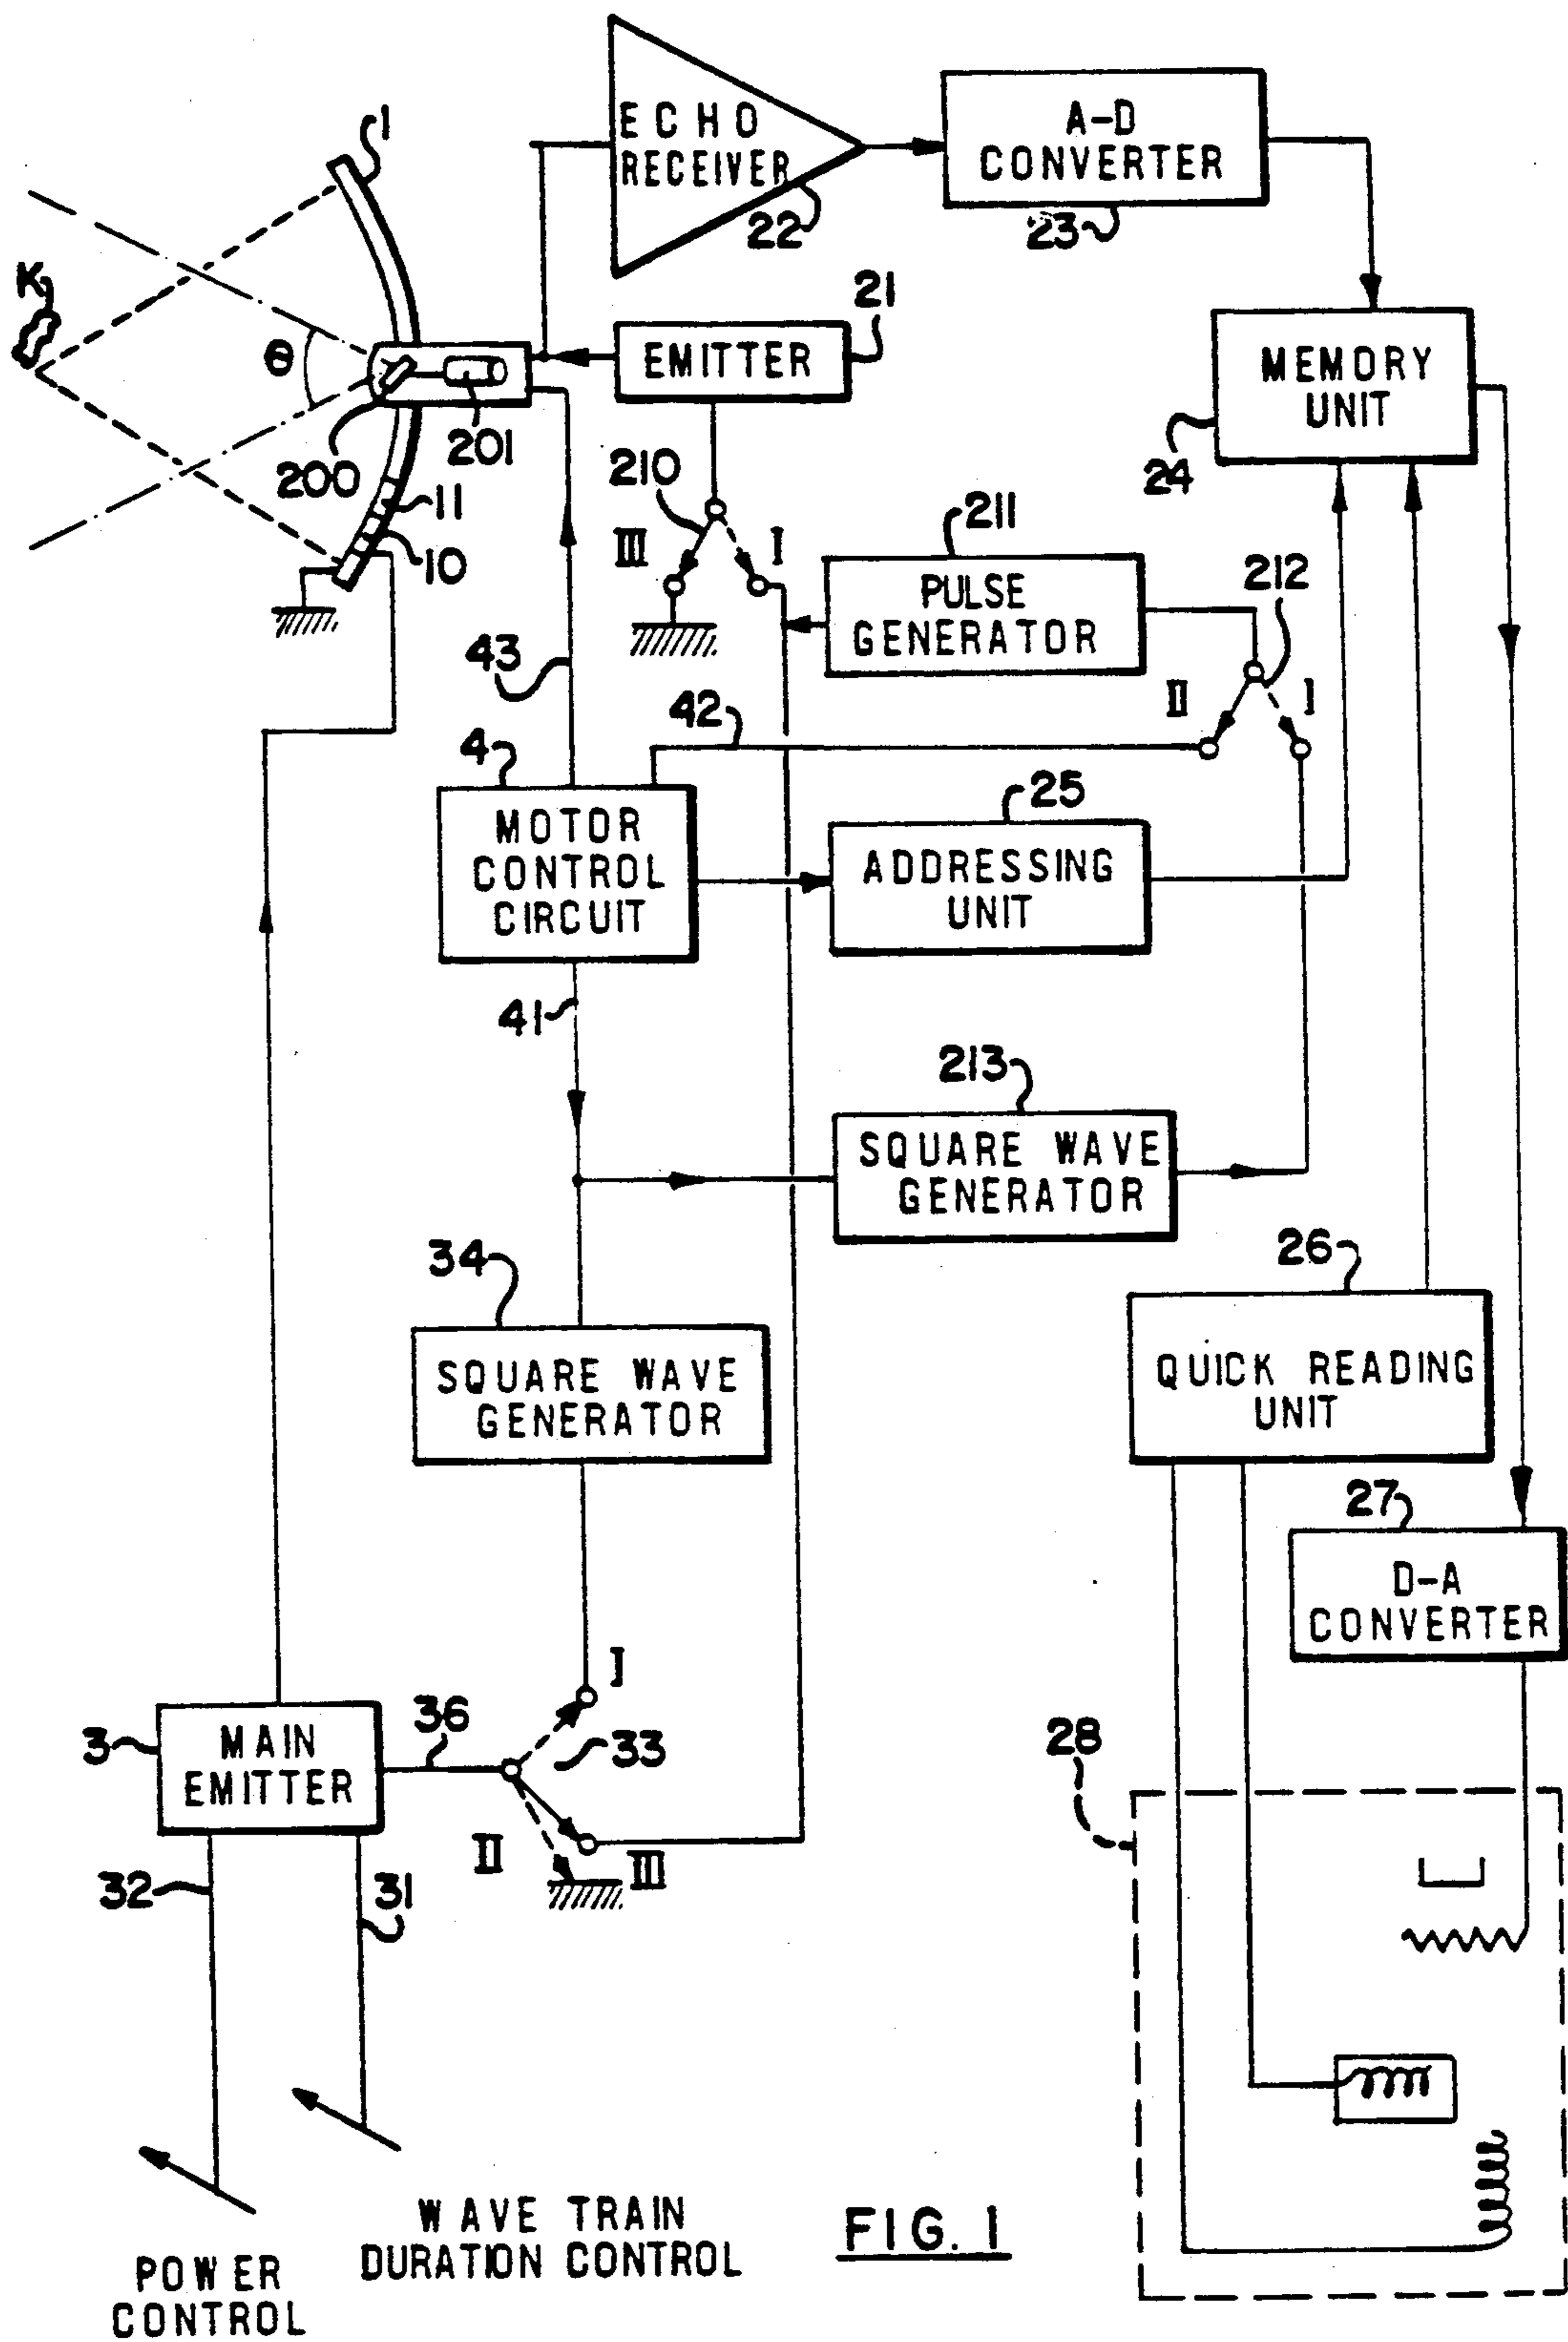 1
ECHO
RECEIVER
22
A-D
CONVERTER
23
K
θ
200
201
11
10
EMITTER
21
MEMORY
UNIT
24
210
III
I
211
PULSE
GENERATOR
212
II
I
43
42
4
MOTOR
CONTROL
CIRCUIT
25
ADDRESSING
UNIT
41
213
SQUARE WAVE
GENERATOR
34
SQUARE WAVE
GENERATOR
26
QUICK READING
UNIT
27
D-A
CONVERTER
I
33
36
3
MAIN
EMITTER
II
III
28
32
31
WAVE TRAIN
DURATION CONTROL
POWER
CONTROL
FIG. 1